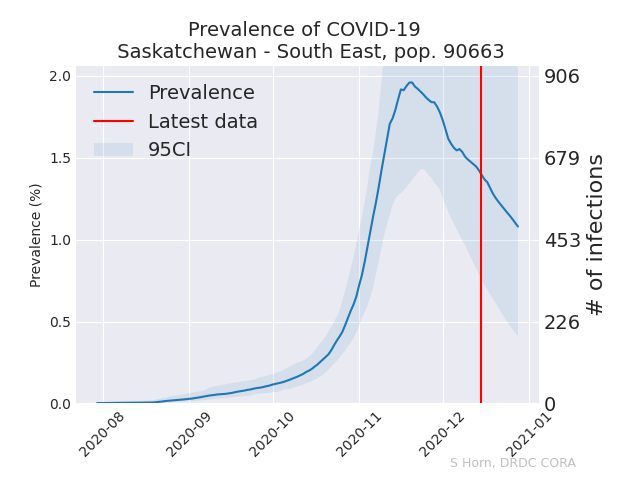 Prevalence of COVID-19
Saskatchewan - South East, pop. 90663
Prevalence
Latest data
95CI
Prevalence (%)
2.0
1.5
1.0
0.5
0.0
906
679
453
226
0
# of infections
2020-08
2020-09
2020-10
2020-11
2020-12
2021-01
S Horn, DRDC CORA